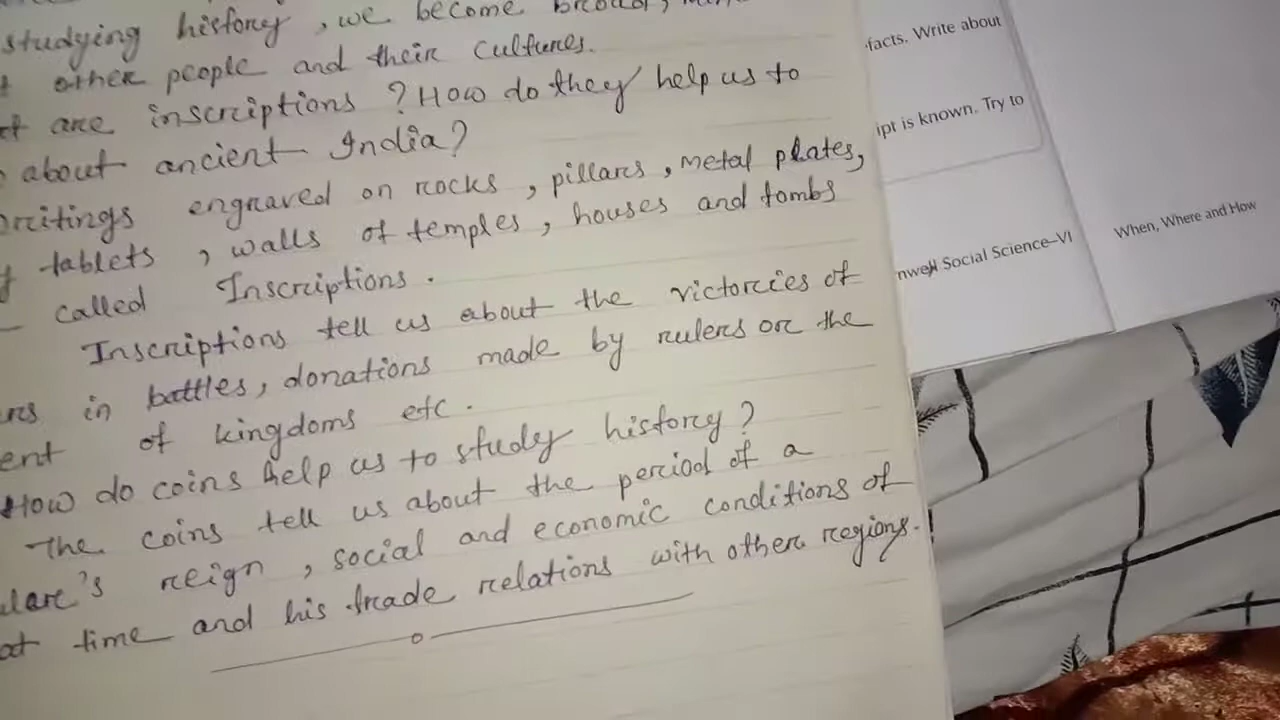 studying history, we become broad,
other people and their cultures.
are inscriptions ? How do they help us to
about ancient India?
engraved on rocks, pillars, metal plates,
tablets, walls of temples, houses and tombs
called Inscriptions.
Inscriptions tell us about the victories of
in battles, donations made by rulers or the
of kingdoms etc.
How do coins help us to study history?
The coins tell us about the period of a
reign, social and economic conditions of
time and his trade relations with other regions.
facts. Write about
ipt is known. Try to
Social Science–VI
When, Where and How